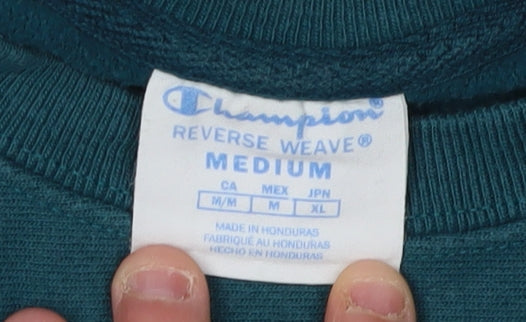 Champion®
REVERSE WEAVE®
MEDIUM
CA MEX JPN
M/M M XL
MADE IN HONDURAS
FABRIQUÉ AU HONDURAS
HECHO EN HONDURAS